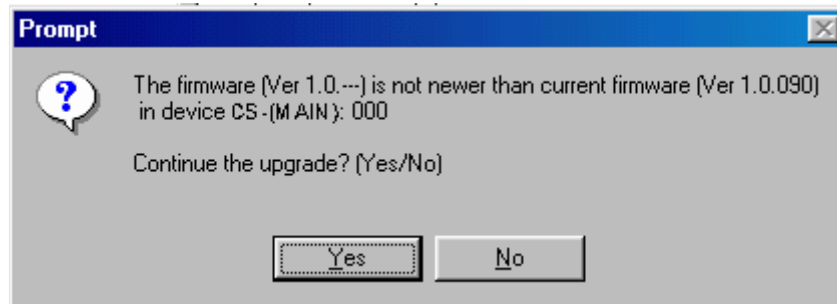 Prompt
The firmware (Ver 1.0.---) is not newer than current firmware (Ver 1.0.090)
in device CS-(MAIN): 000
Continue the upgrade? (Yes/No)
Yes
No